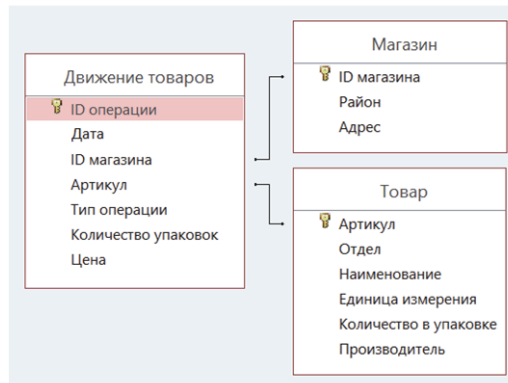 Движение товаров
ID операции
Дата
ID магазина
Артикул
Тип операции
Количество упаковок
Цена
Магазин
ID магазина
Район
Адрес
Товар
Артикул
Отдел
Наименование
Единица измерения
Количество в упаковке
Производитель